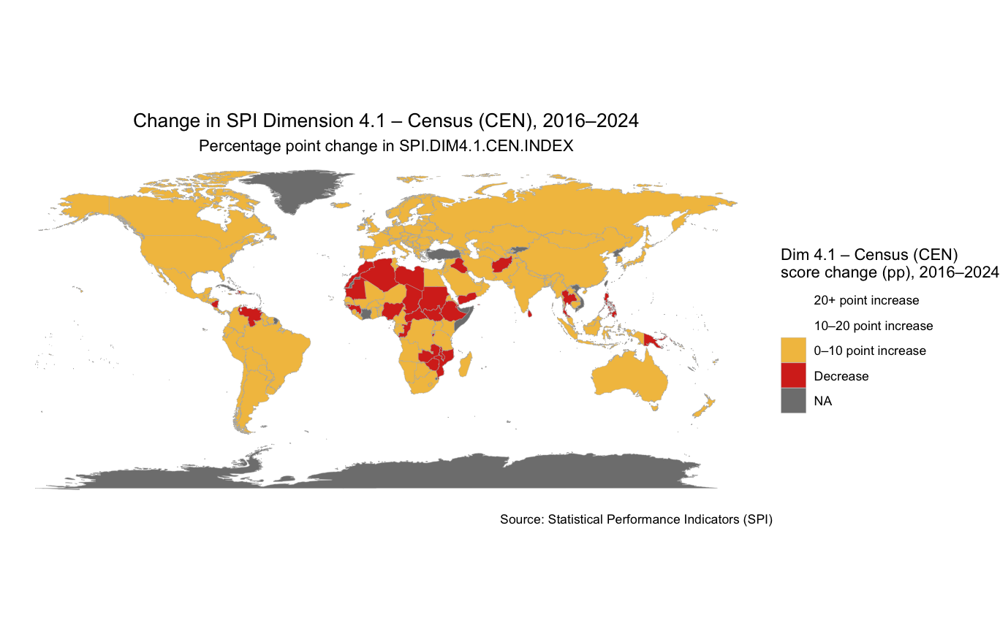 Change in SPI Dimension 4.1 – Census (CEN), 2016–2024
Percentage point change in SPI.DIM4.1.CEN.INDEX
Dim 4.1 – Census (CEN)
score change (pp), 2016–2024
20+ point increase
10–20 point increase
0–10 point increase
Decrease
NA
Source: Statistical Performance Indicators (SPI)